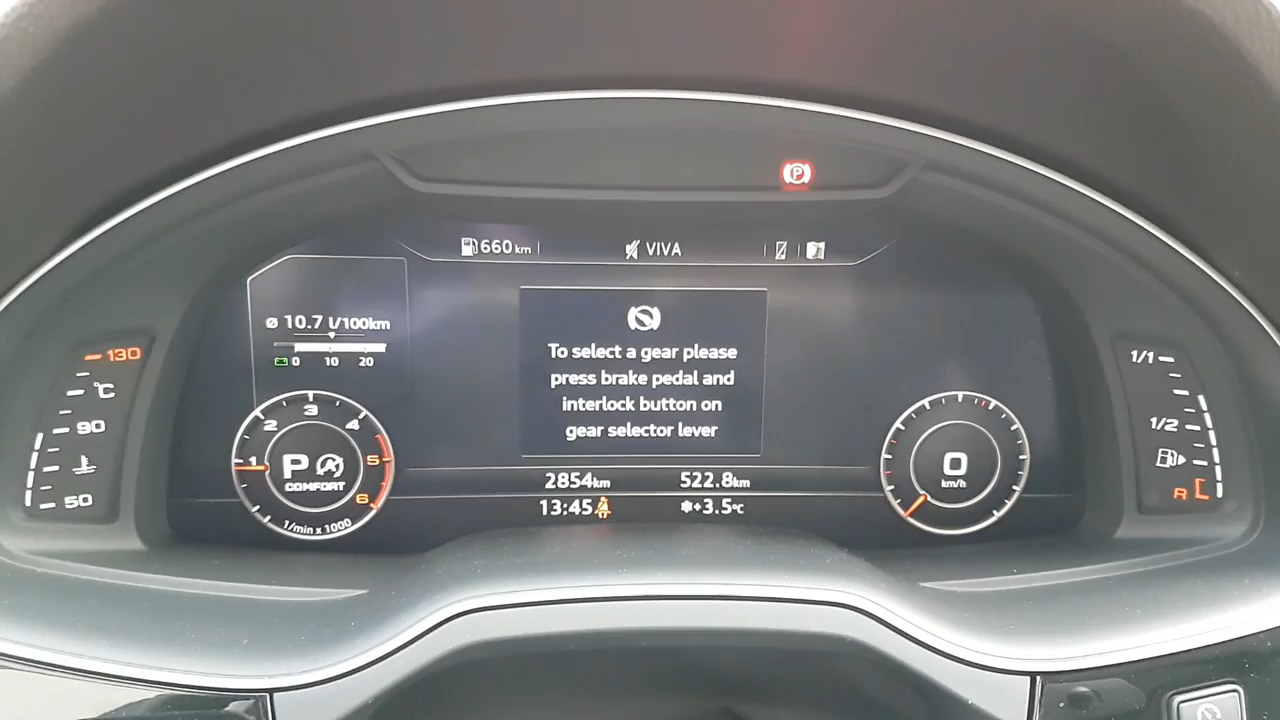 P
660 km
VIVA
ø 10.7 l/100km
0 10 20
To select a gear please
press brake pedal and
interlock button on
gear selector lever
130
°C
90
50
1
2
3
4
5
6
P
COMFORT
1/min x 1000
0
km/h
1/1
1/2
R
2854km
522.8km
13:45
+3.5°C